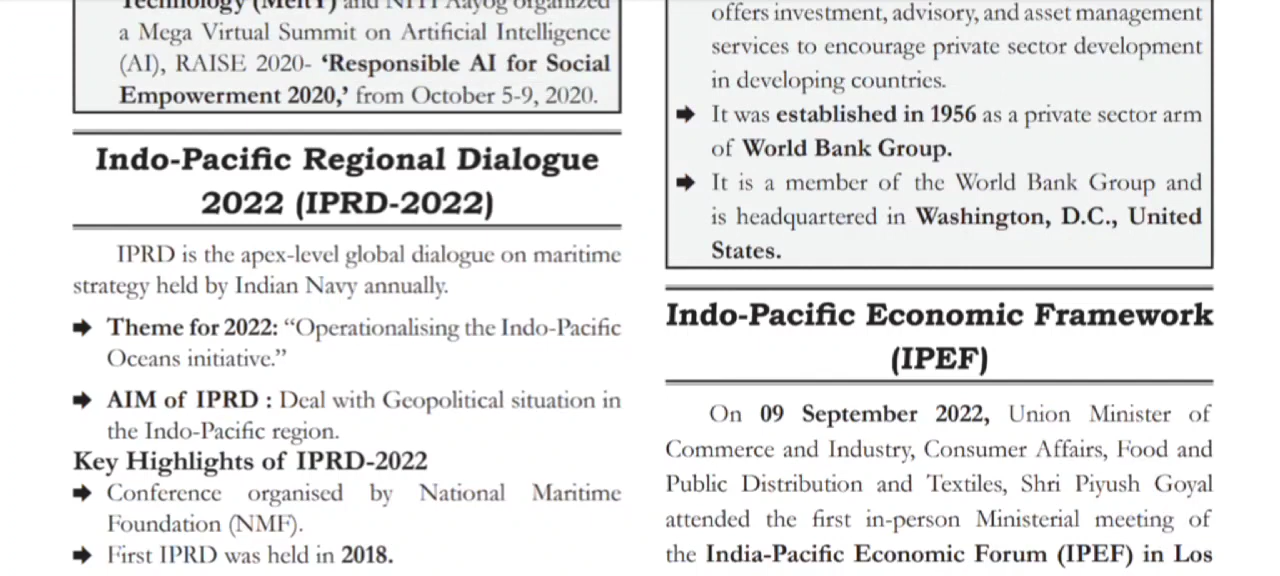 Technology (MeitY) and NITI Aayog organized
a Mega Virtual Summit on Artificial Intelligence
(AI), RAISE 2020- ‘Responsible AI for Social
Empowerment 2020,’ from October 5-9, 2020.
Indo-Pacific Regional Dialogue
2022 (IPRD-2022)
IPRD is the apex-level global dialogue on maritime
strategy held by Indian Navy annually.
➡ Theme for 2022: “Operationalising the Indo-Pacific
Oceans initiative.”
➡ AIM of IPRD : Deal with Geopolitical situation in
the Indo-Pacific region.
Key Highlights of IPRD-2022
➡ Conference organised by National Maritime
Foundation (NMF).
➡ First IPRD was held in 2018.
offers investment, advisory, and asset management
services to encourage private sector development
in developing countries.
➡ It was established in 1956 as a private sector arm
of World Bank Group.
➡ It is a member of the World Bank Group and
is headquartered in Washington, D.C., United
States.
Indo-Pacific Economic Framework
(IPEF)
On 09 September 2022, Union Minister of
Commerce and Industry, Consumer Affairs, Food and
Public Distribution and Textiles, Shri Piyush Goyal
attended the first in-person Ministerial meeting of
the India-Pacific Economic Forum (IPEF) in Los